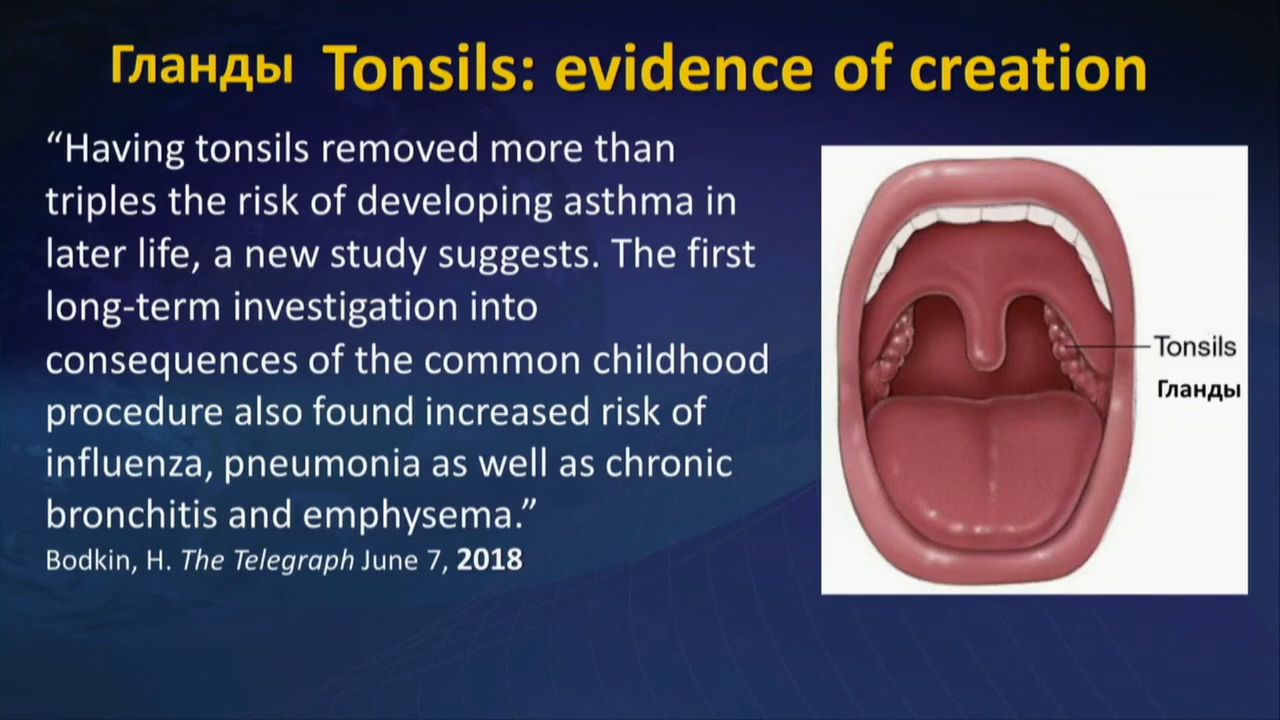 Гланды Tonsils: evidence of creation
“Having tonsils removed more than
triples the risk of developing asthma in
later life, a new study suggests. The first
long-term investigation into
consequences of the common childhood
procedure also found increased risk of
influenza, pneumonia as well as chronic
bronchitis and emphysema.”
Bodkin, H. The Telegraph June 7, 2018
Tonsils
Гланды